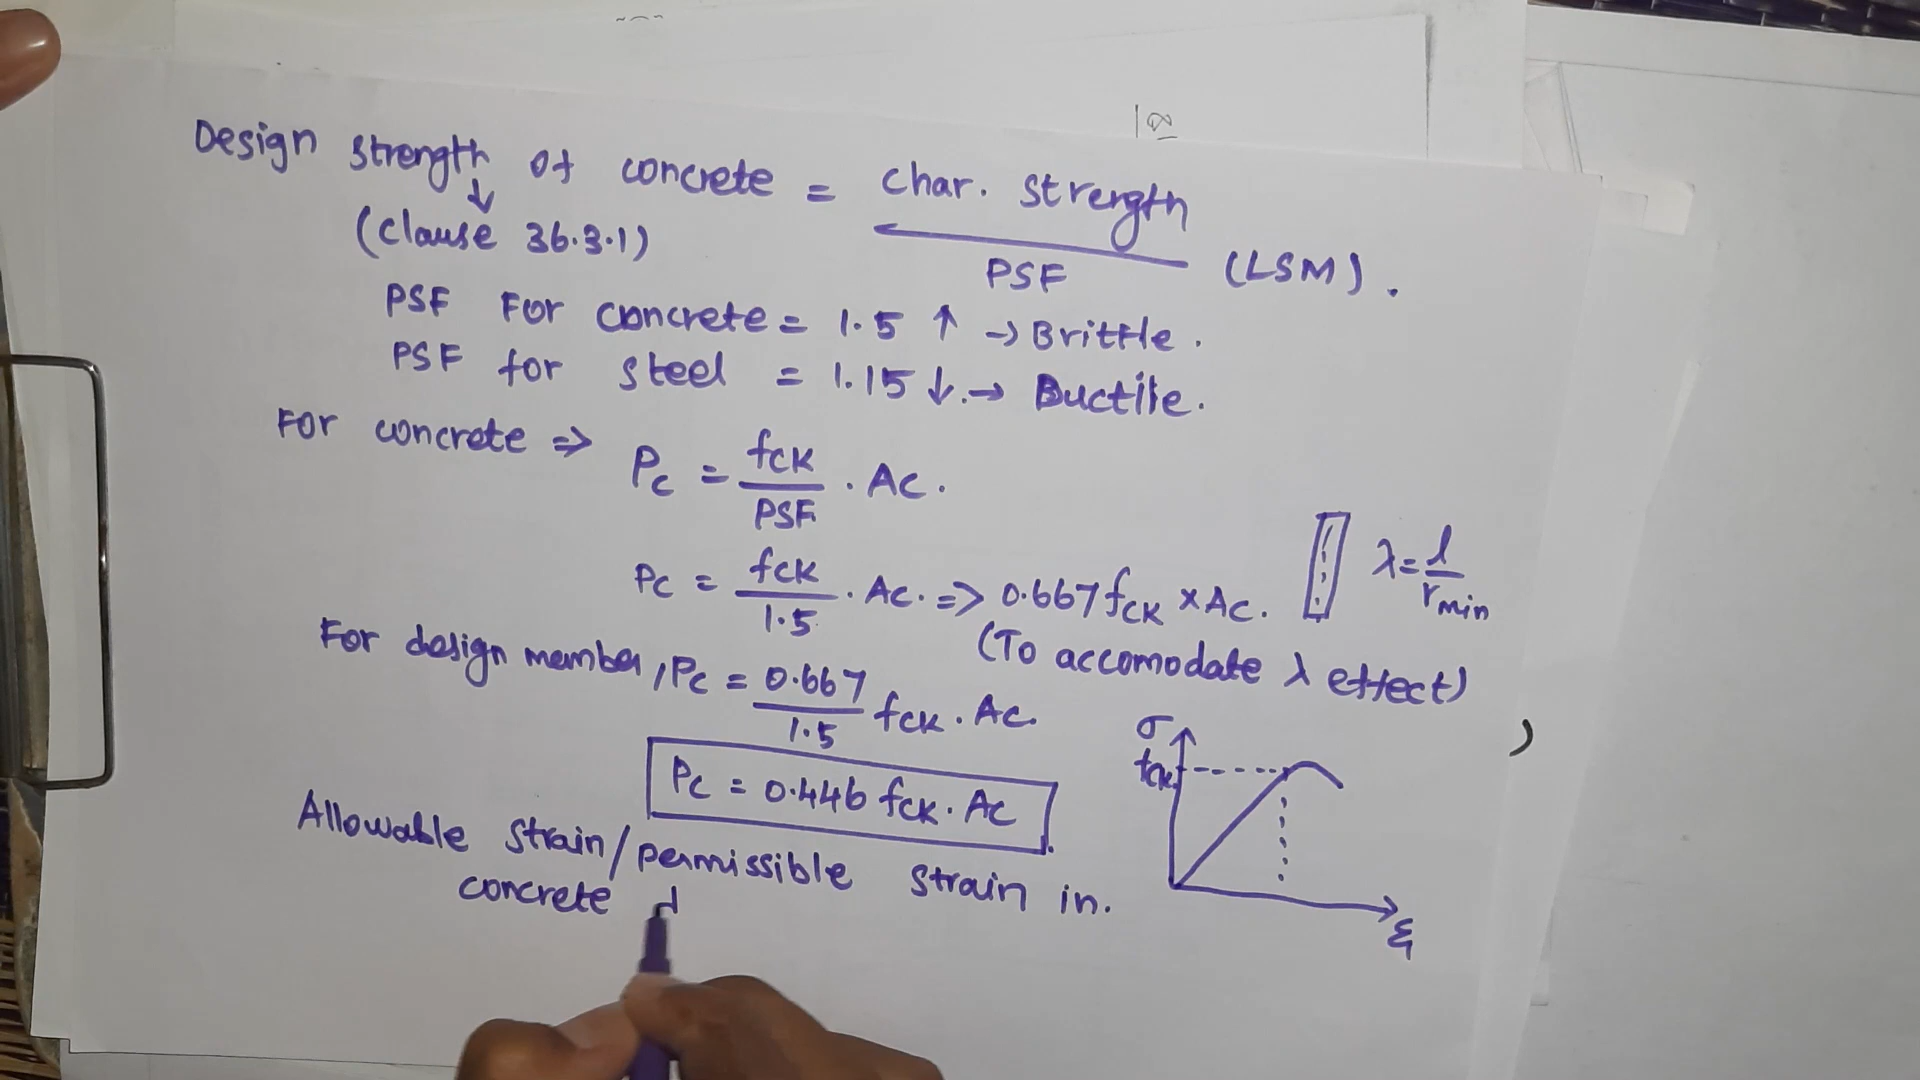 Design strength of concrete = char. strength
PSF
(LSM).
↓
(clause 36.3.1)
PSF For concrete = 1.5 ↑ → Brittle.
PSF for steel = 1.15 ↓. → Ductile.
For concrete ⇒ Pc = fck / PSF . Ac.
Pc = fck / 1.5 . Ac. ⇒ 0.667 fck × Ac.
λ = l / rmin
(To accomodate λ effect)
For design member, Pc = 0.667 / 1.5 fck . Ac.
Pc = 0.446 fck . Ac
σ
fck
ε
Allowable strain/permissible strain in.
concrete